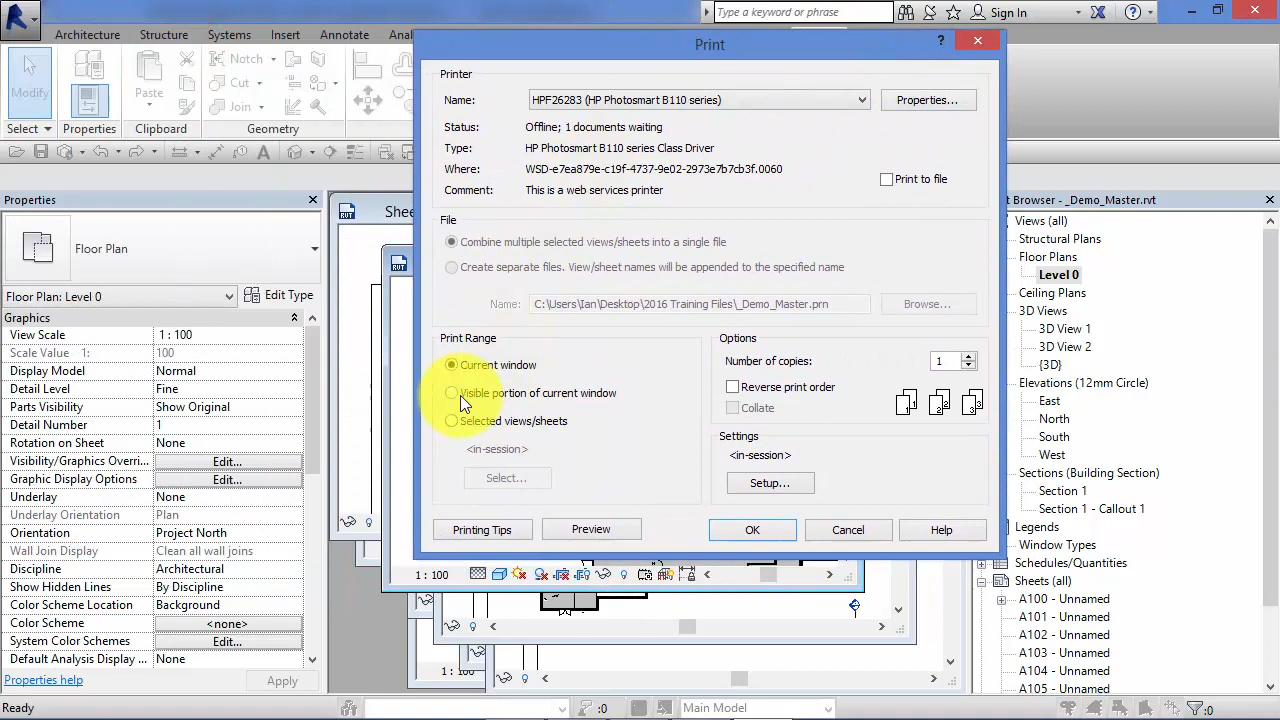 Type a keyword or phrase
Sign In
Architecture Structure Systems Insert Annotate
Print
Modify
Paste
Notch
Cut
Join
Select Properties Clipboard Geometry
Printer
Name: HPF26283 (HP Photosmart B110 series) Properties...
Status: Offline; 1 documents waiting
Type: HP Photosmart B110 series Class Driver
Where: WSD-e7ea879e-c19f-4737-9e02-2973e7b7cb3f.0060
Print to file
Comment: This is a web services printer
File
Combine multiple selected views/sheets into a single file
Create separate files. View/sheet names will be appended to the specified name
Name: C:\Users\Ian\Desktop\2016 Training Files\_Demo_Master.prn Browse...
Print Range
Current window
Visible portion of current window
Selected views/sheets
<in-session>
Select...
Options
Number of copies: 1
Reverse print order
Collate
Settings
<in-session>
Setup...
Printing Tips Preview OK Cancel Help
Properties
Floor Plan
Floor Plan: Level 0 Edit Type
Graphics
View Scale 1 : 100
Scale Value 1: 100
Display Model Normal
Detail Level Fine
Parts Visibility Show Original
Detail Number 1
Rotation on Sheet None
Visibility/Graphics Overri... Edit...
Graphic Display Options Edit...
Underlay None
Underlay Orientation Plan
Orientation Project North
Wall Join Display Clean all wall joins
Discipline Architectural
Show Hidden Lines By Discipline
Color Scheme Location Background
Color Scheme <none>
System Color Schemes Edit...
Default Analysis Display ... None
Properties help Apply
Shee
1 : 100
1 : 100
t Browser - _Demo_Master.rvt
Views (all)
Structural Plans
Floor Plans
Level 0
Ceiling Plans
3D Views
3D View 1
3D View 2
{3D}
Elevations (12mm Circle)
East
North
South
West
Sections (Building Section)
Section 1
Section 1 - Callout 1
Legends
Window Types
Schedules/Quantities
Sheets (all)
A100 - Unnamed
A101 - Unnamed
A102 - Unnamed
A103 - Unnamed
A104 - Unnamed
A105 - Unnamed
Ready :0 Main Model :0